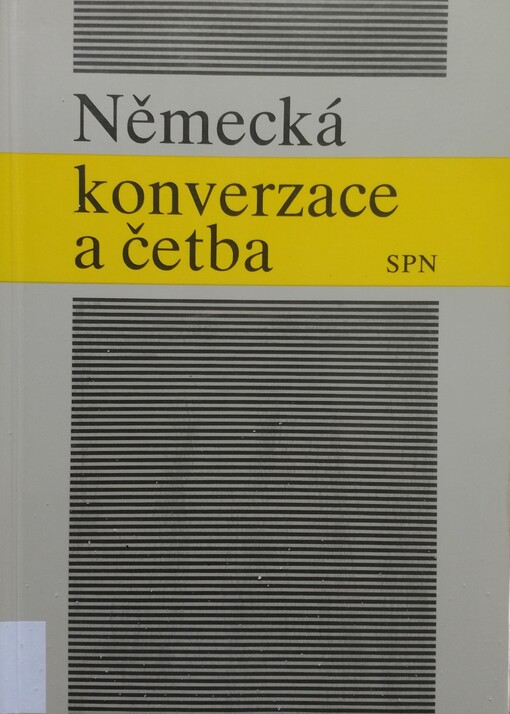 Německá
konverzace
a četba
SPN